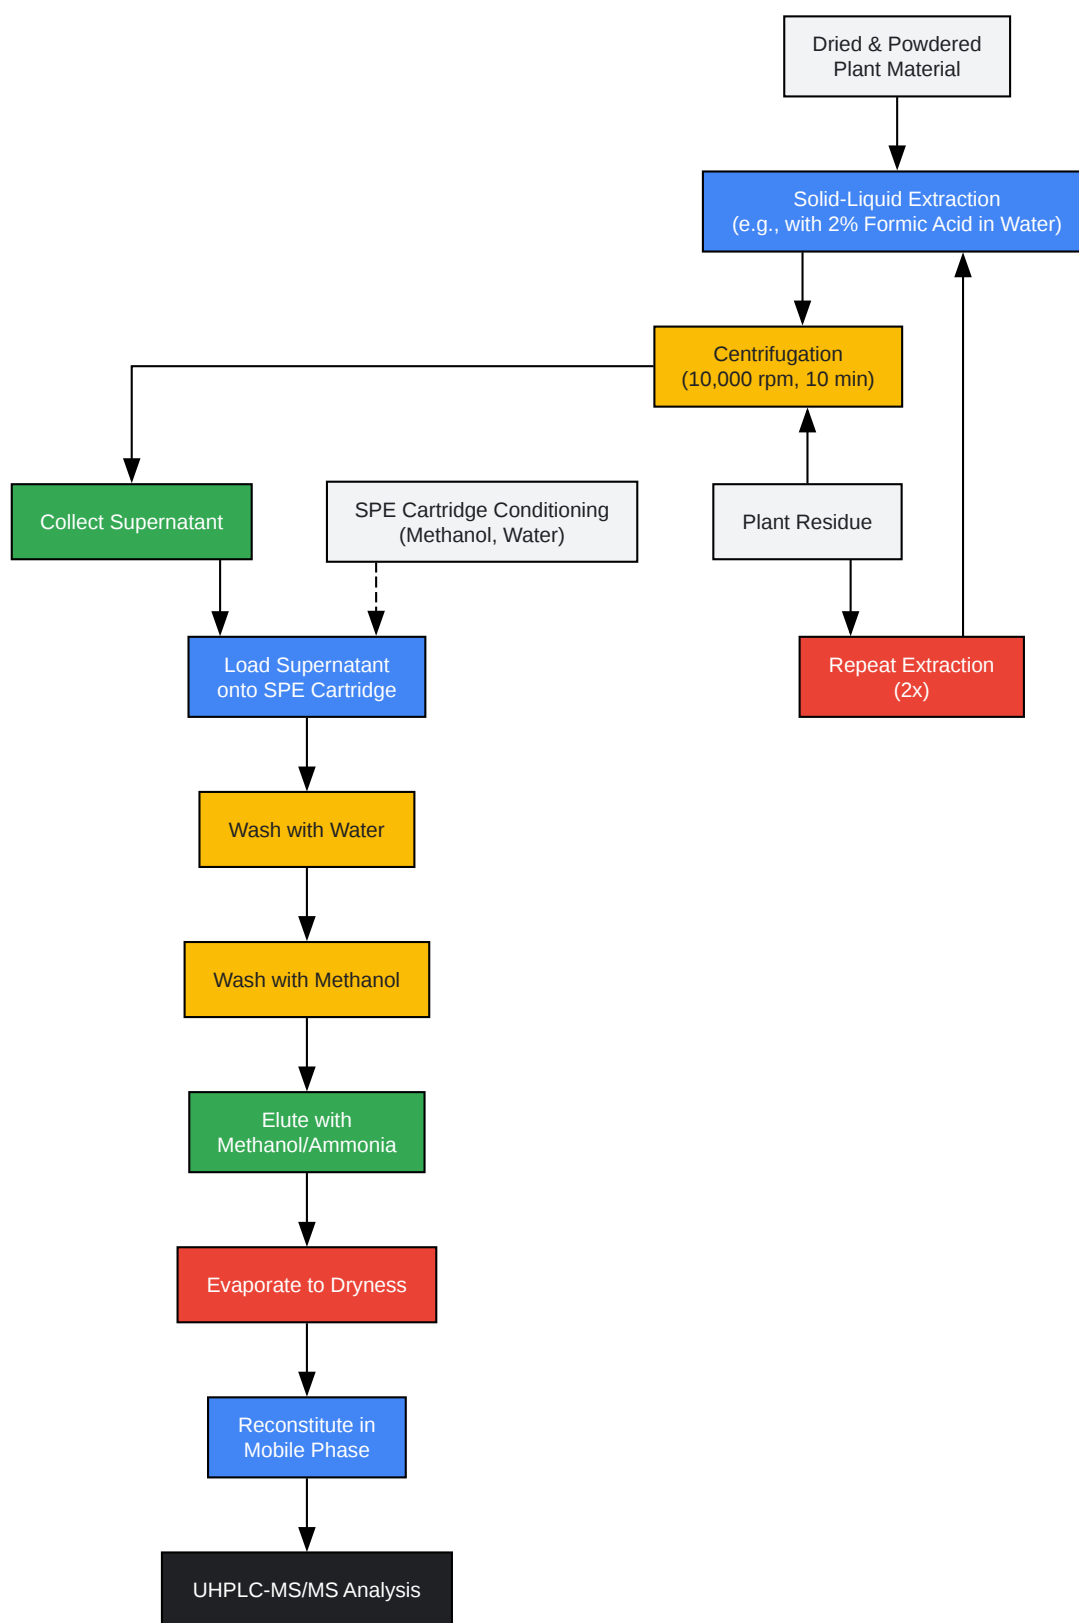 Dried & Powdered
Plant Material
Solid-Liquid Extraction
(e.g., with 2% Formic Acid in Water)
Centrifugation
(10,000 rpm, 10 min)
Collect Supernatant
SPE Cartridge Conditioning
(Methanol, Water)
Plant Residue
Load Supernatant
onto SPE Cartridge
Repeat Extraction
(2x)
Wash with Water
Wash with Methanol
Elute with
Methanol/Ammonia
Evaporate to Dryness
Reconstitute in
Mobile Phase
UHPLC-MS/MS Analysis